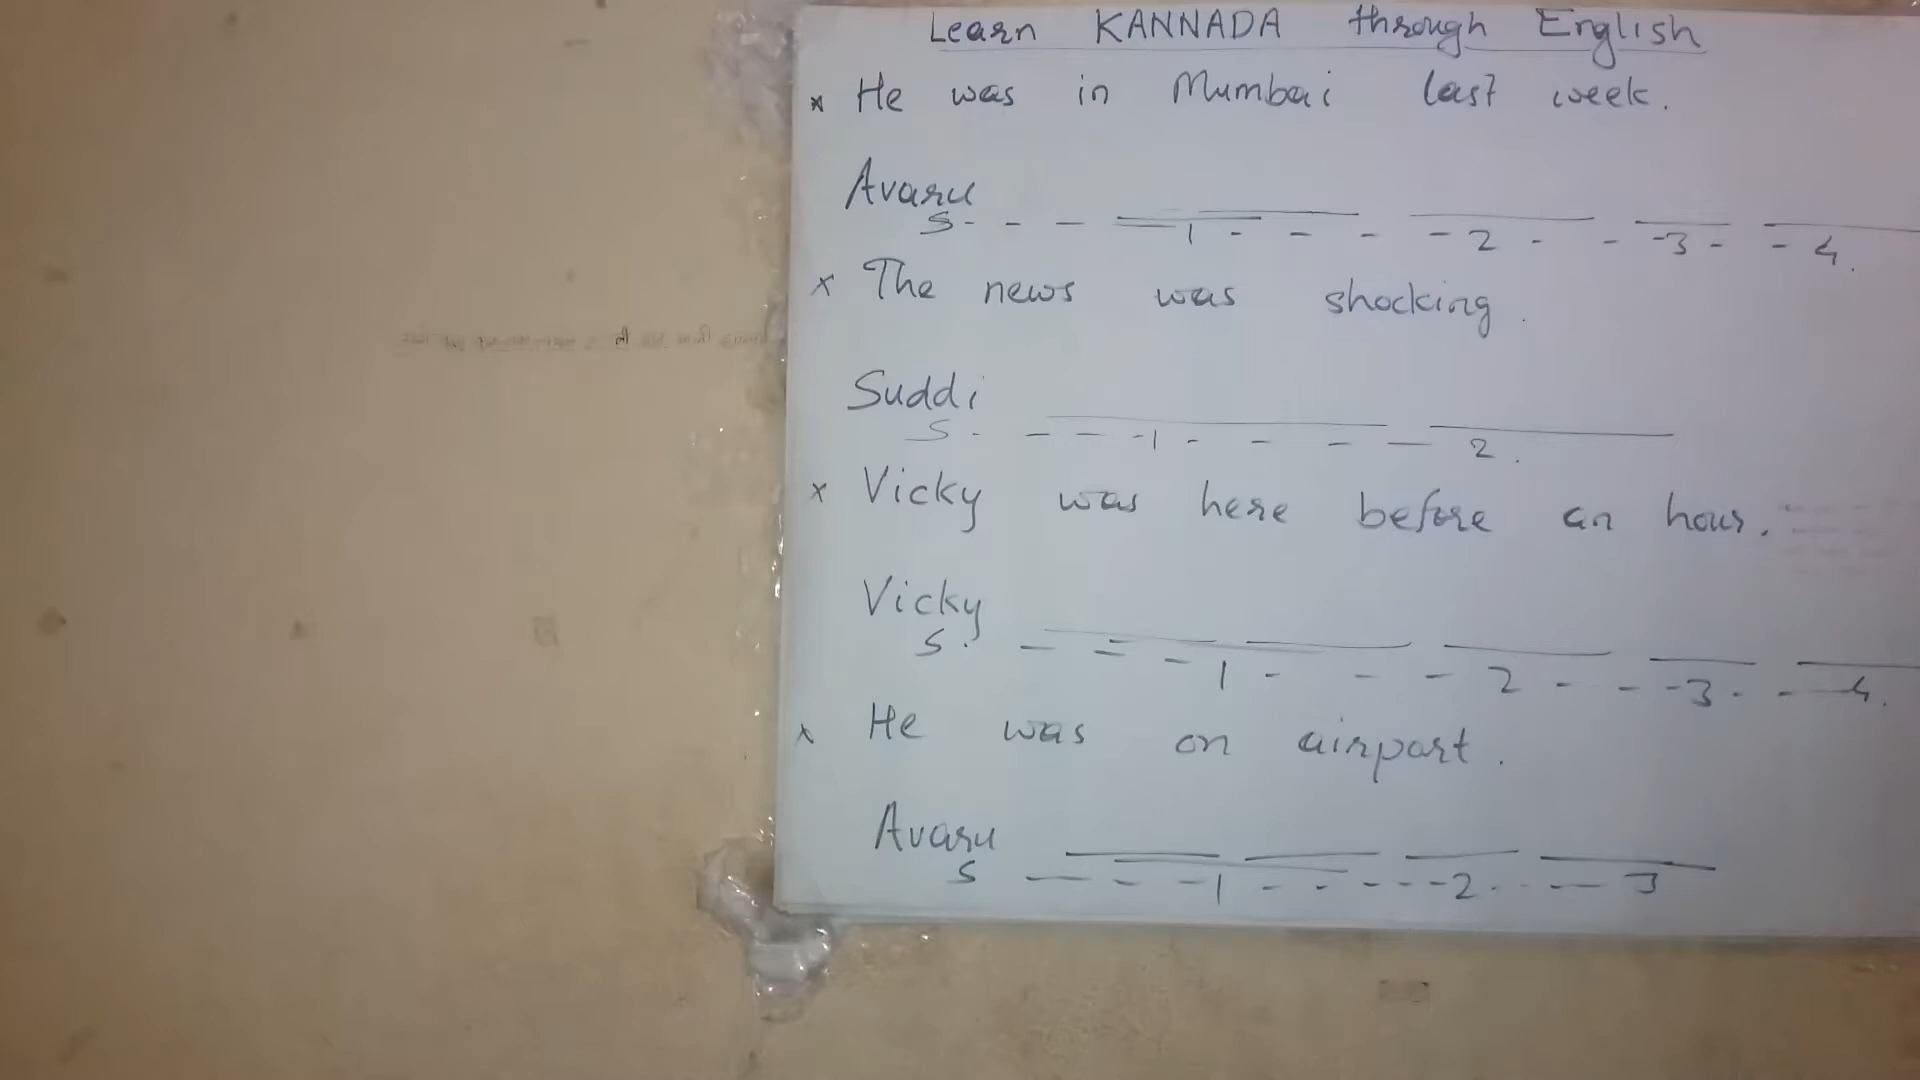 Learn KANNADA through English
* He was in Mumbai last week.
Avaru
S - - - 1 - - - - 2 - - - 3 - - 4.
x The news was shocking.
Suddi
S - - - - 1 - - - - 2.
x Vicky was here before an hour.
Vicky
S. - = - 1 - - - 2 - - - 3 - - 4.
x He was on airport.
Avaru
S - - - 1 - - - - - 2 - - - 3